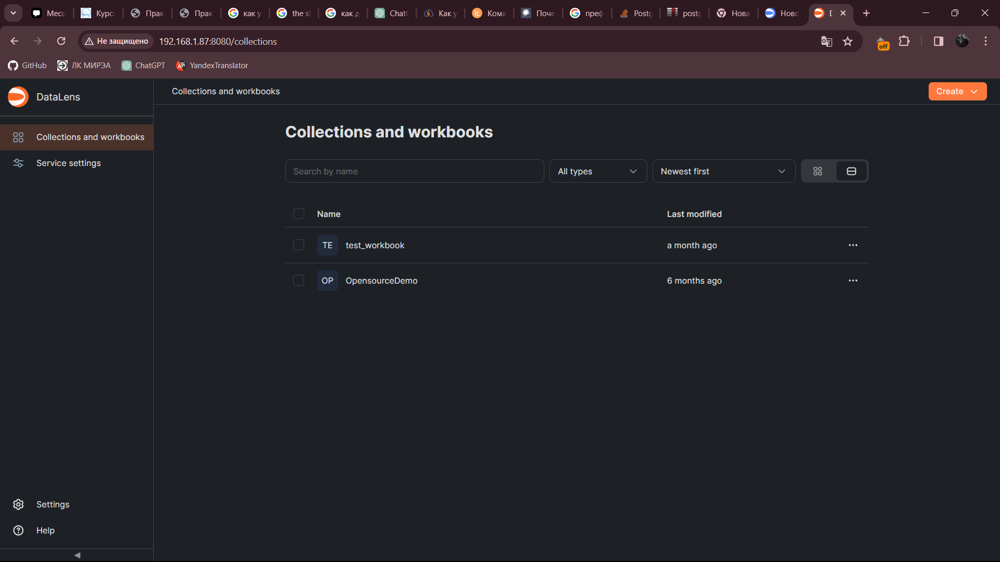 Мессе
Курс:
Прак
Прак
как у
the sl
как д
ChatG
Как у
Кома
Поче
преф
Postg
postg
Нова
Ново
Не защищено
192.168.1.87:8080/collections
off
GitHub
ЛК МИРЭА
ChatGPT
YandexTranslator
DataLens
Collections and workbooks
Service settings
Settings
Help
Collections and workbooks
Create
Collections and workbooks
Search by name
All types
Newest first
Name Last modified
TE test_workbook a month ago
OP OpensourceDemo 6 months ago